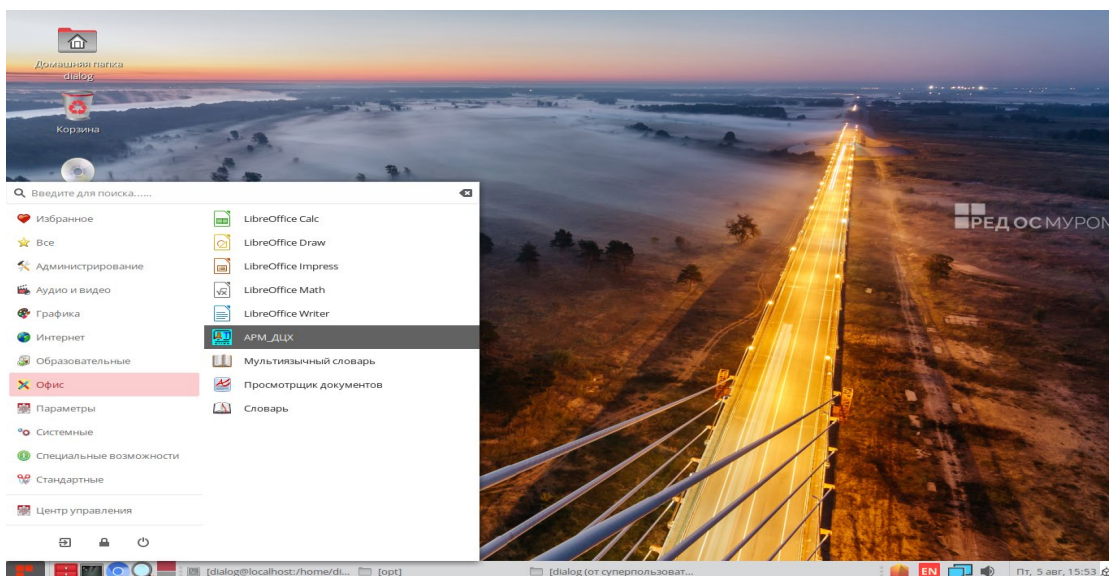 Домашняя папка
dialog
Корзина
Введите для поиска......
Избранное
Все
Администрирование
Аудио и видео
Графика
Интернет
Образовательные
Офис
Параметры
Системные
Специальные возможности
Стандартные
Центр управления
LibreOffice Calc
LibreOffice Draw
LibreOffice Impress
LibreOffice Math
LibreOffice Writer
АРМ_ДЦХ
Мультиязычный словарь
Просмотрщик документов
Словарь
РЕД ОС МУРОМ
[dialog@localhost:/home/di...
[opt]
[dialog (от суперпользоват...
EN
Пт, 5 авг, 15:53